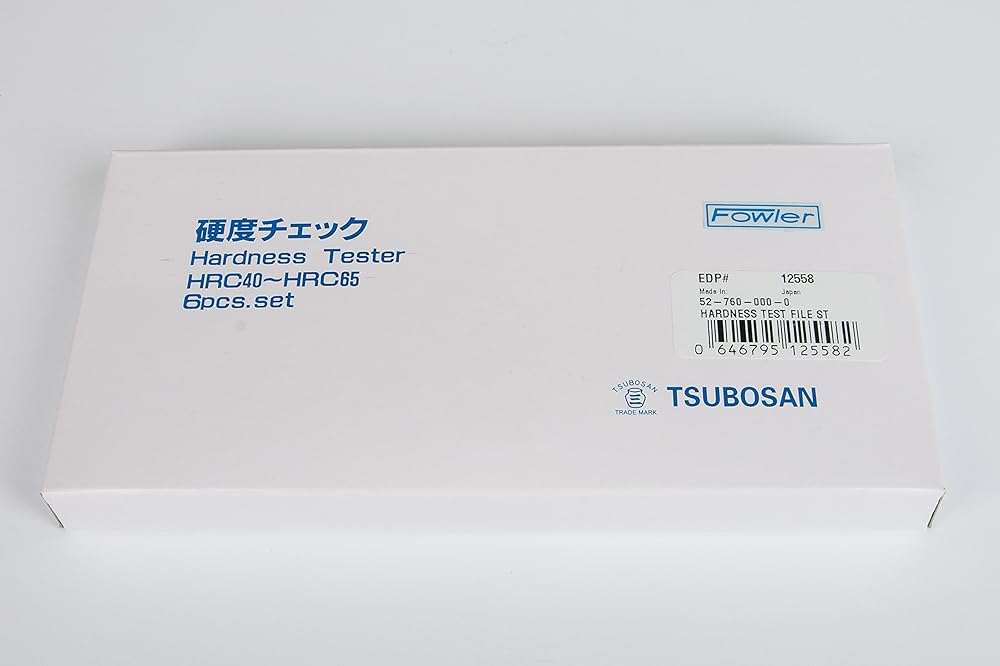 硬度チェック
Hardness Tester
HRC40~HRC65
6pcs.set
Fowler
EDP# 12558
Made In: Japan
52-760-000-0
HARDNESS TEST FILE ST
0 646795 125582
TSUBOSAN
TRADE MARK
TSUBOSAN